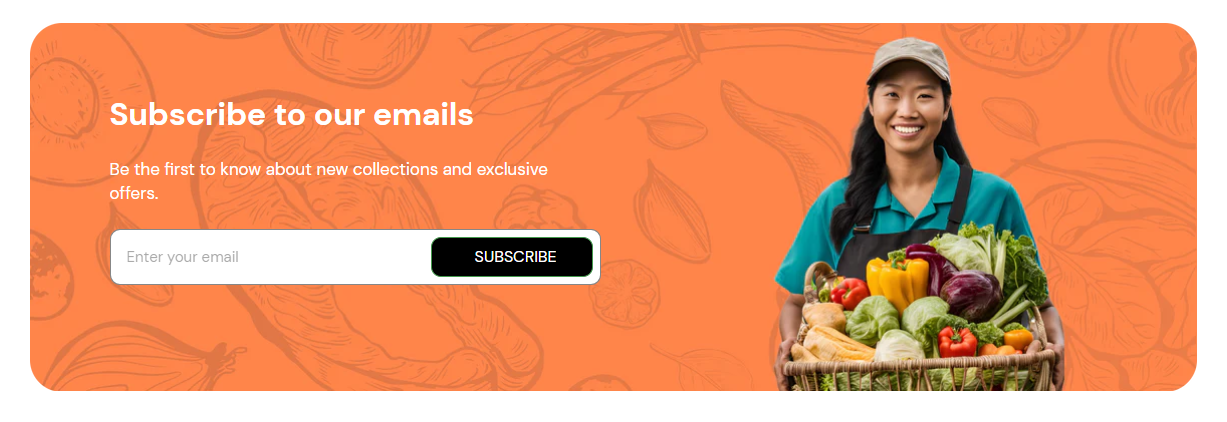 Subscribe to our emails
Be the first to know about new collections and exclusive
offers.
Enter your email
SUBSCRIBE